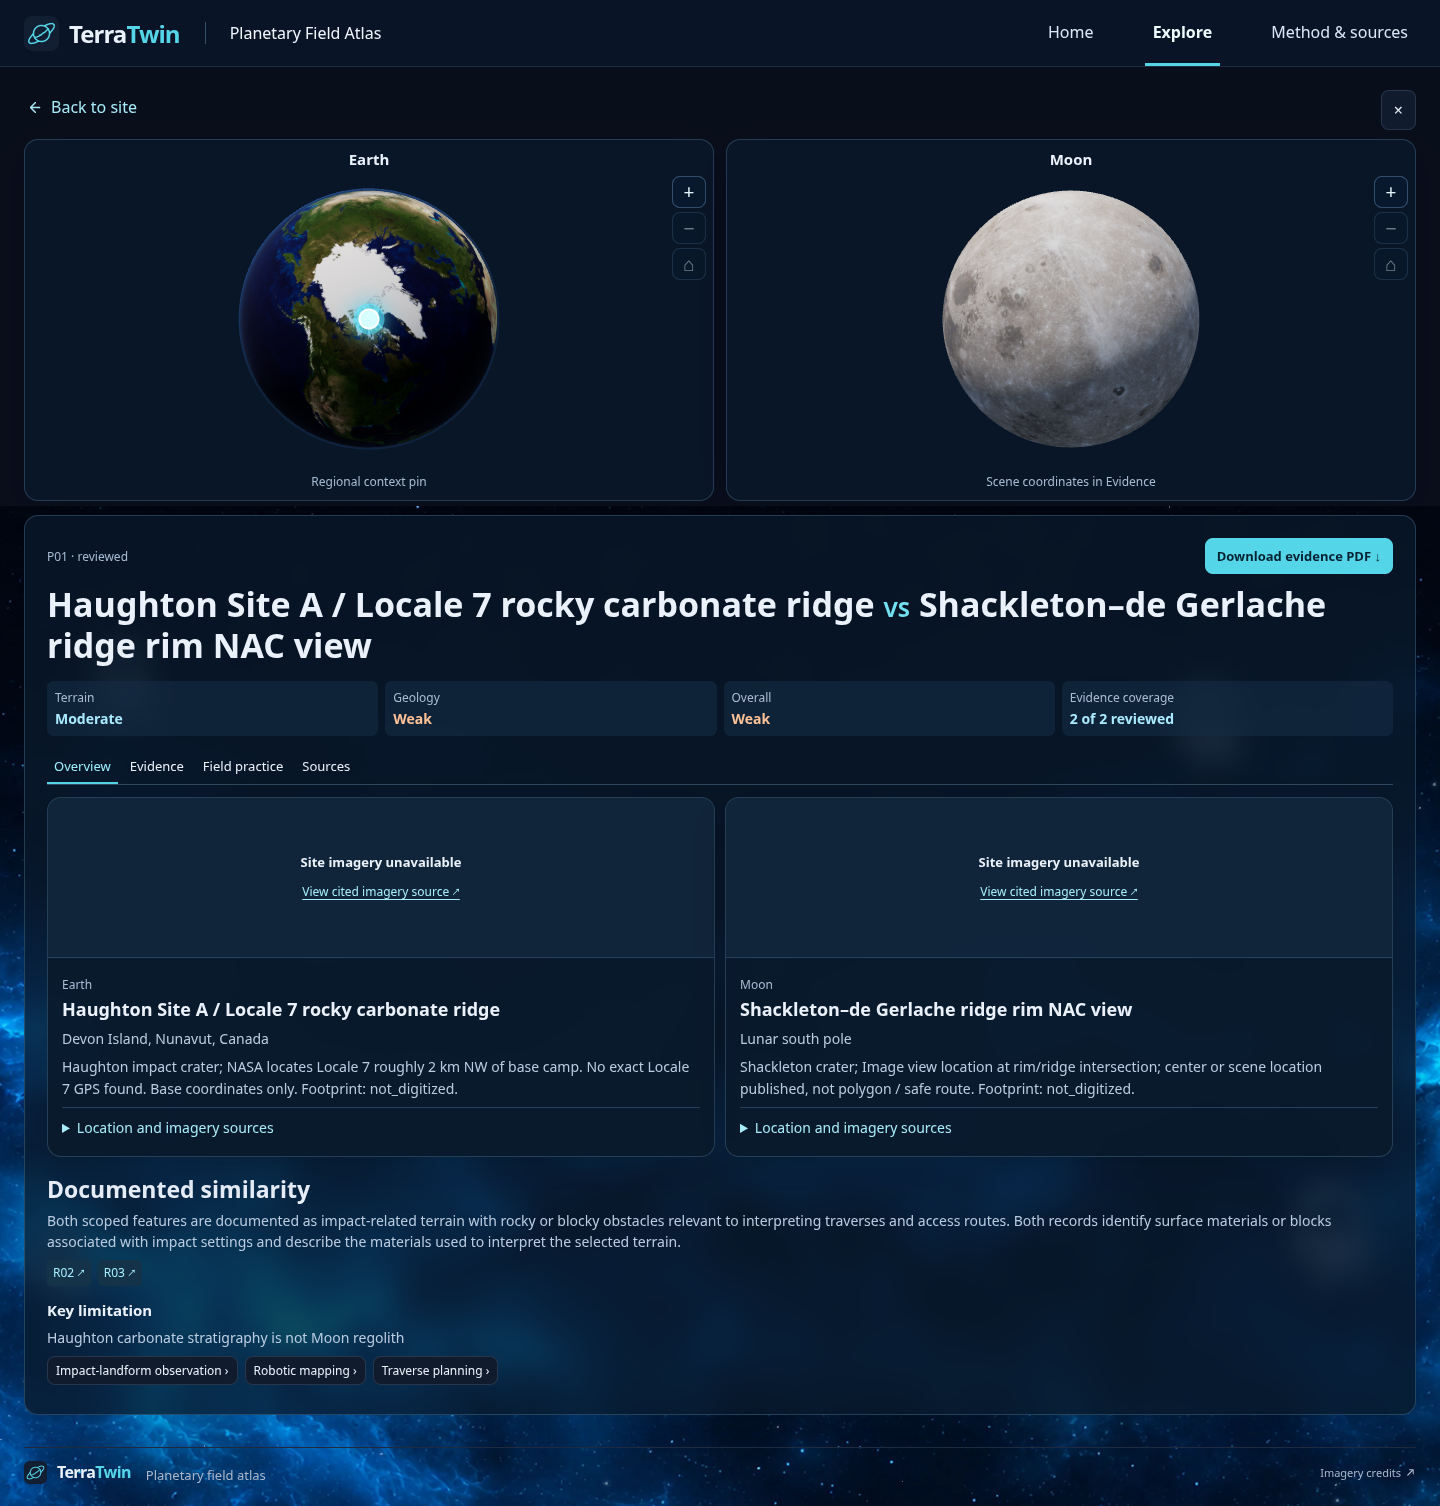 TerraTwin
Planetary Field Atlas
Home
Explore
Method & sources
← Back to site
×
Earth
+
−
⌂
Regional context pin
Moon
+
−
⌂
Scene coordinates in Evidence
P01 · reviewed
Download evidence PDF ↓
Haughton Site A / Locale 7 rocky carbonate ridge vs Shackleton–de Gerlache
ridge rim NAC view
Terrain
Moderate
Geology
Weak
Overall
Weak
Evidence coverage
2 of 2 reviewed
Overview
Evidence
Field practice
Sources
Site imagery unavailable
View cited imagery source ↗
Earth
Haughton Site A / Locale 7 rocky carbonate ridge
Devon Island, Nunavut, Canada
Haughton impact crater; NASA locates Locale 7 roughly 2 km NW of base camp. No exact Locale
7 GPS found. Base coordinates only. Footprint: not_digitized.
▶ Location and imagery sources
Site imagery unavailable
View cited imagery source ↗
Moon
Shackleton–de Gerlache ridge rim NAC view
Lunar south pole
Shackleton crater; Image view location at rim/ridge intersection; center or scene location
published, not polygon / safe route. Footprint: not_digitized.
▶ Location and imagery sources
Documented similarity
Both scoped features are documented as impact-related terrain with rocky or blocky obstacles relevant to interpreting traverses and access routes. Both records identify surface materials or blocks
associated with impact settings and describe the materials used to interpret the selected terrain.
R02 ↗
R03 ↗
Key limitation
Haughton carbonate stratigraphy is not Moon regolith
Impact-landform observation ›
Robotic mapping ›
Traverse planning ›
TerraTwin
Planetary field atlas
Imagery credits ↗